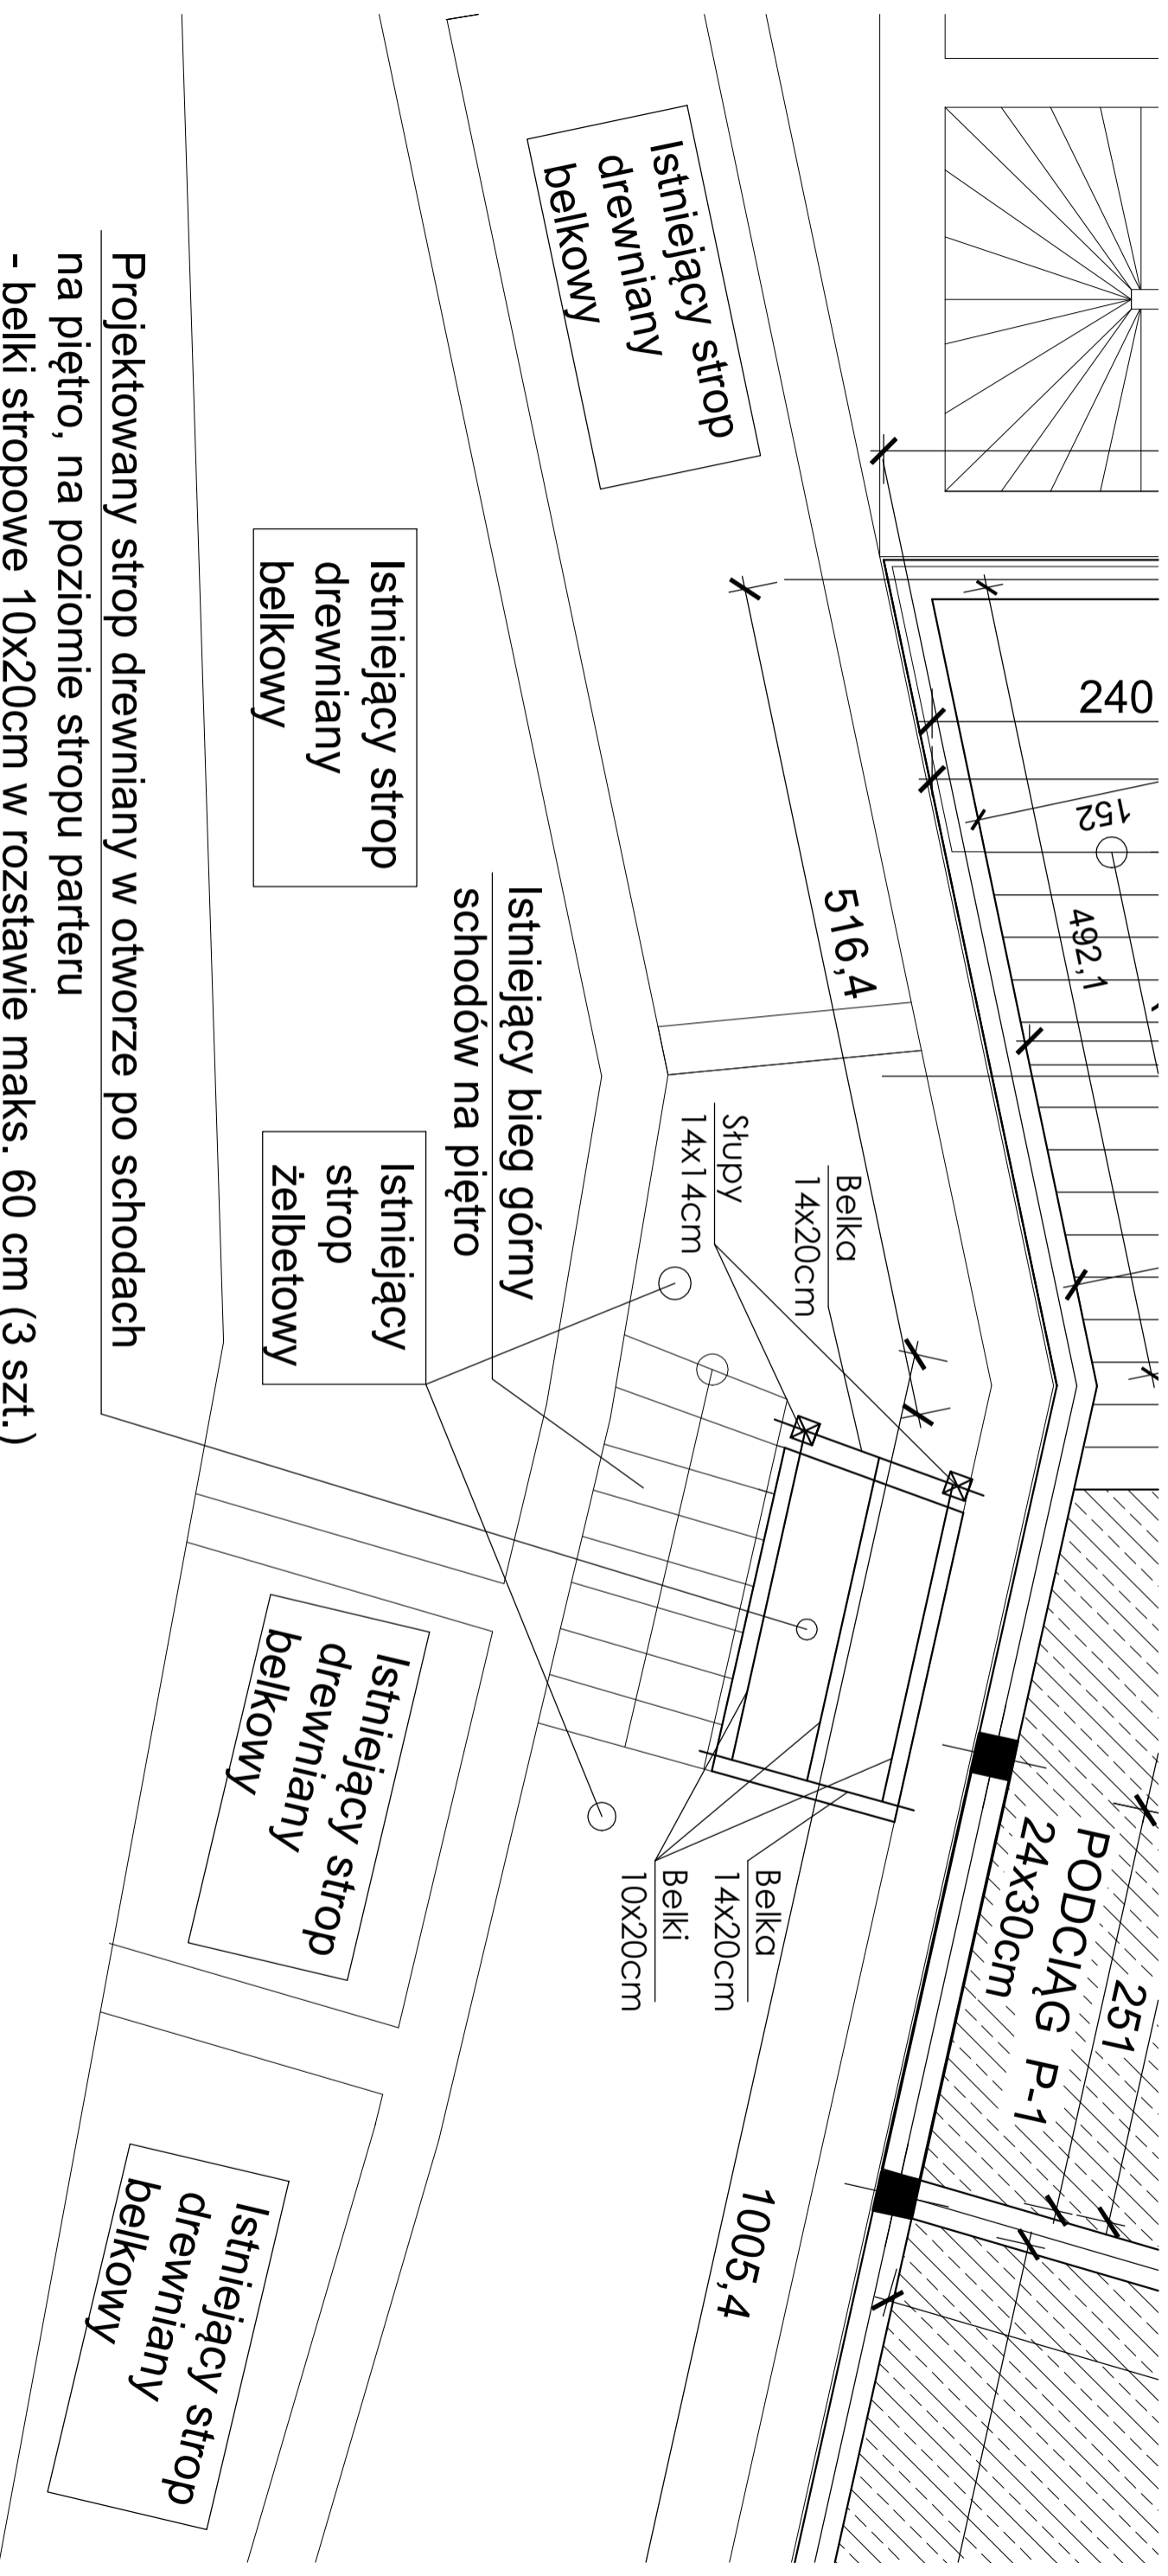 240
152
492,1
Istniejący strop
drewniany
belkowy
516,4
Istniejący strop
drewniany
belkowy
Istniejący bieg górny
schodów na piętro
Słupy
14x14cm
Belka
14x20cm
Istniejący
strop
żelbetowy
Projektowany strop drewniany w otworze po schodach
na piętro, na poziomie stropu parteru
- belki stropowe 10x20cm w rozstawie maks. 60 cm (3 szt.)
251
PODCIĄG P-1
24x30cm
Belka
14x20cm
Belki
10x20cm
Istniejący strop
drewniany
belkowy
1005,4
Istniejący strop
drewniany
belkowy